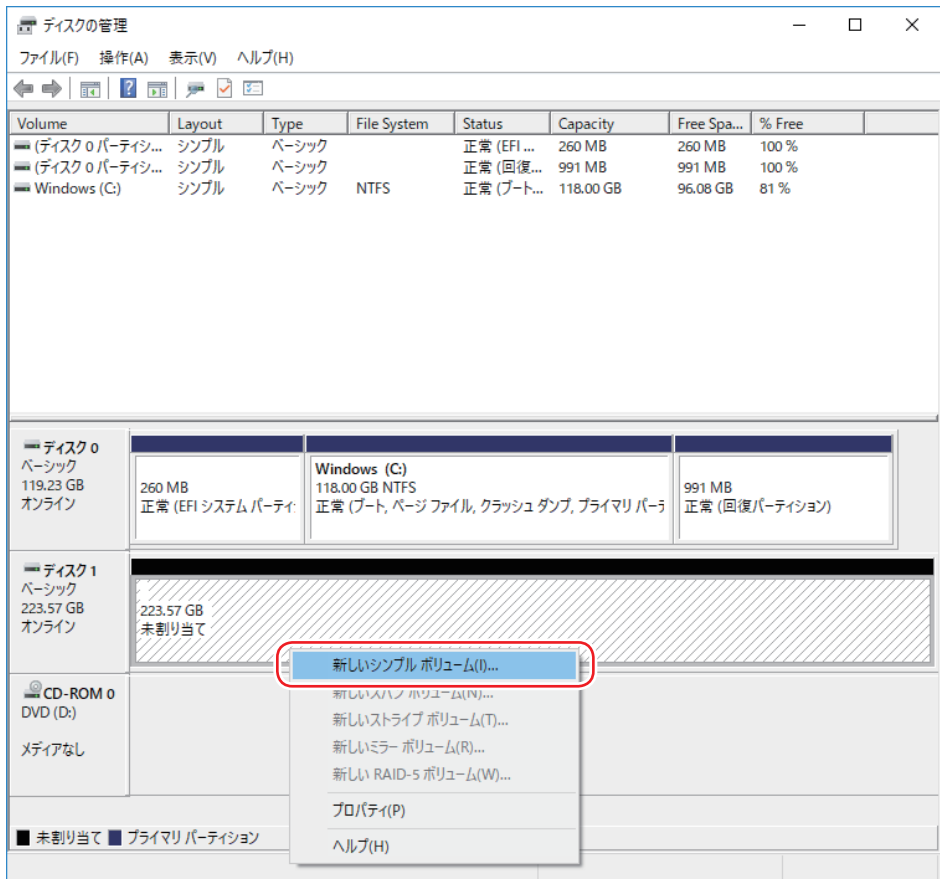 ディスクの管理
ファイル(F) 操作(A) 表示(V) ヘルプ(H)
Volume Layout Type File System Status Capacity Free Spa... % Free
(ディスク 0 パーティシ... シンプル ベーシック 正常 (EFI ... 260 MB 260 MB 100 %
(ディスク 0 パーティシ... シンプル ベーシック 正常 (回復... 991 MB 991 MB 100 %
Windows (C:) シンプル ベーシック NTFS 正常 (ブート... 118.00 GB 96.08 GB 81 %
ディスク 0
ベーシック
119.23 GB
オンライン
260 MB
正常 (EFI システム パーティ
Windows (C:)
118.00 GB NTFS
正常 (ブート, ページ ファイル, クラッシュ ダンプ, プライマリ パーテ
991 MB
正常 (回復パーティション)
ディスク 1
ベーシック
223.57 GB
オンライン
223.57 GB
未割り当て
新しいシンプル ボリューム(I)...
新しいスパン ボリューム(N)...
新しいストライプ ボリューム(T)...
新しいミラー ボリューム(R)...
新しい RAID-5 ボリューム(W)...
プロパティ(P)
ヘルプ(H)
CD-ROM 0
DVD (D:)
メディアなし
未割り当て プライマリ パーティション